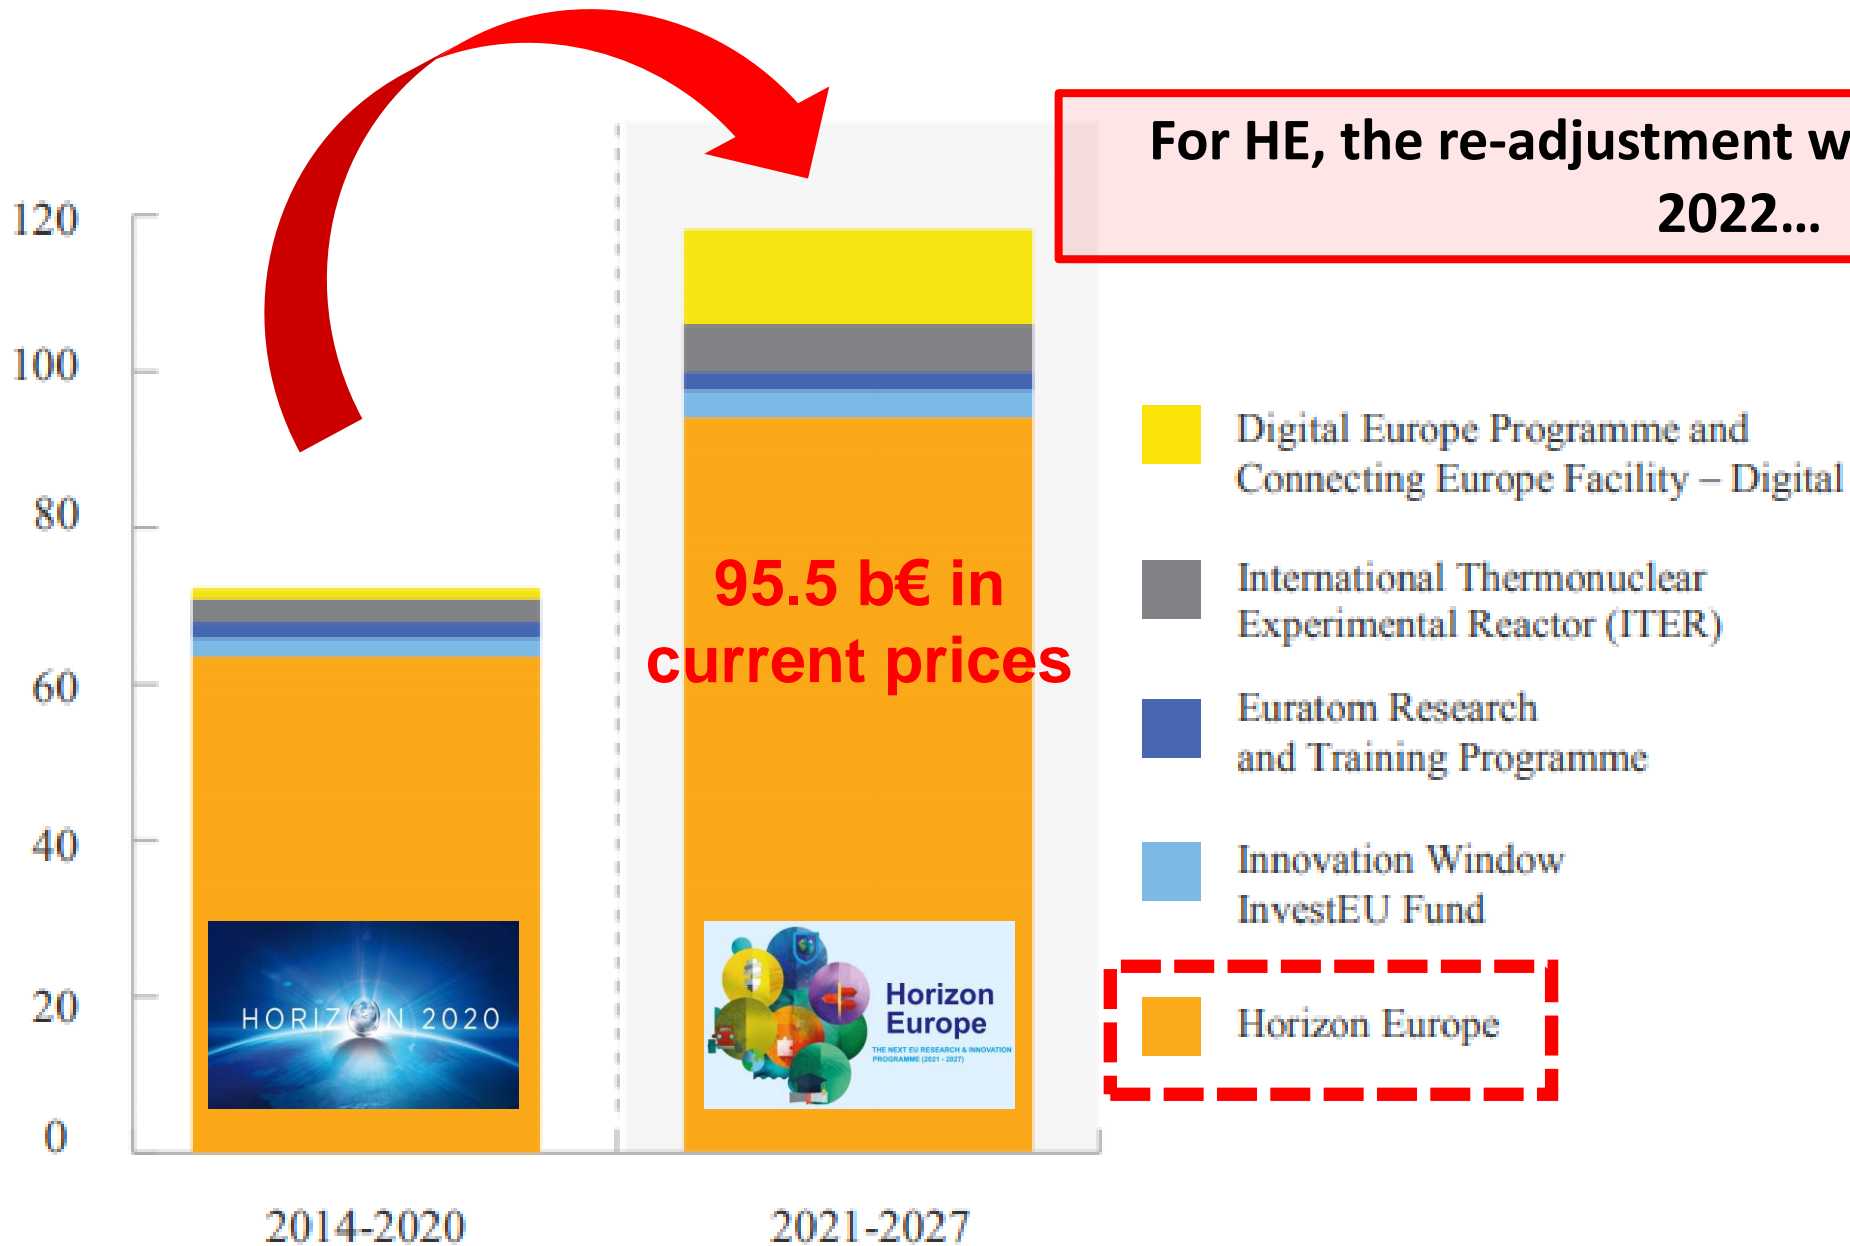 For HE, the re-adjustment
2022...
120
100
80
60
40
20
0
95.5 b€ in
current prices
HORIZON 2020
Horizon
Europe
THE NEXT EU RESEARCH & INNOVATION
PROGRAMME (2021 - 2027)
2014-2020
2021-2027
Digital Europe Programme and
Connecting Europe Facility – Digital
International Thermonuclear
Experimental Reactor (ITER)
Euratom Research
and Training Programme
Innovation Window
InvestEU Fund
Horizon Europe